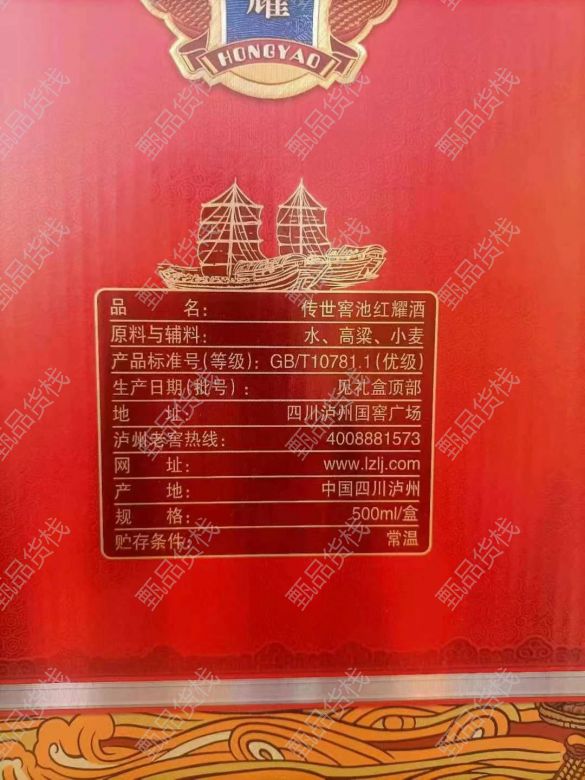 耀
HONGYAO
品 名： 传世窖池红耀酒
原料与辅料： 水、高粱、小麦
产品标准号(等级)： GB/T10781.1(优级)
生产日期(批号)： 见礼盒顶部
地 址： 四川泸州国窖广场
泸州老窖热线： 4008881573
网 址： www.lzlj.com
产 地： 中国四川泸州
规 格： 500ml/盒
贮存条件： 常温
甄品货栈